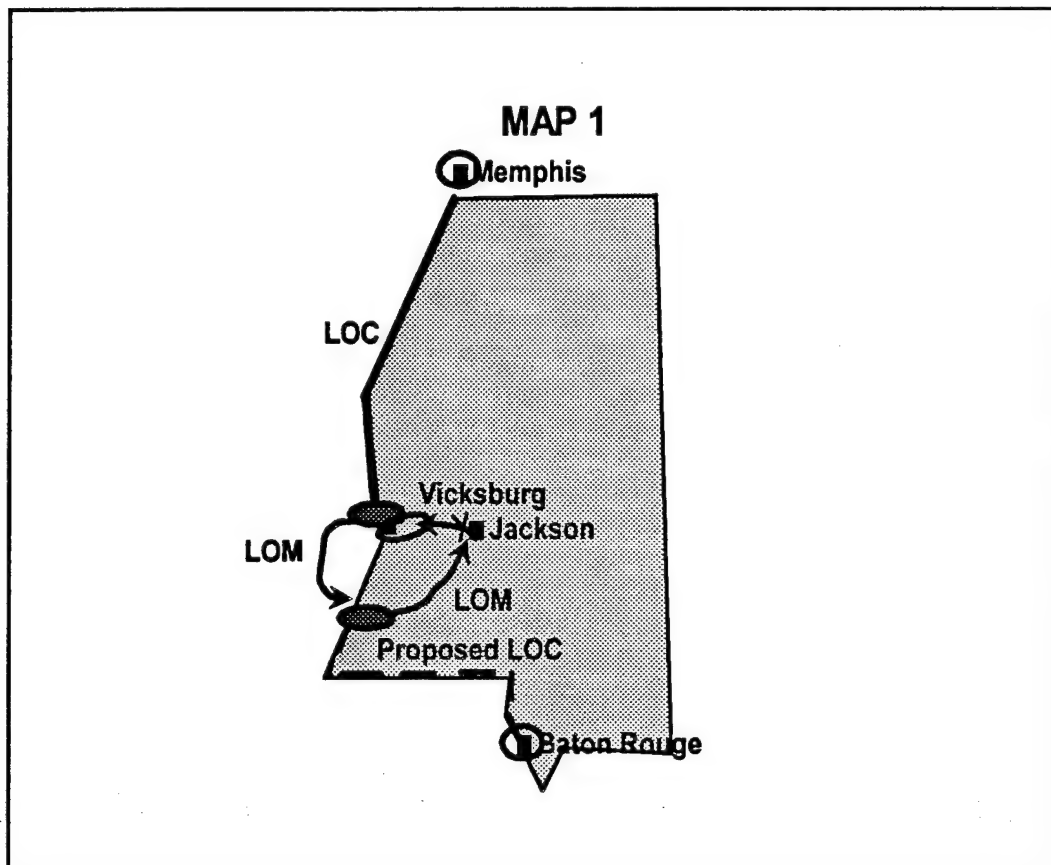 MAP 1
Memphis
LOC
Vicksburg
Jackson
LOM
LOM
Proposed LOC
Baton Rouge